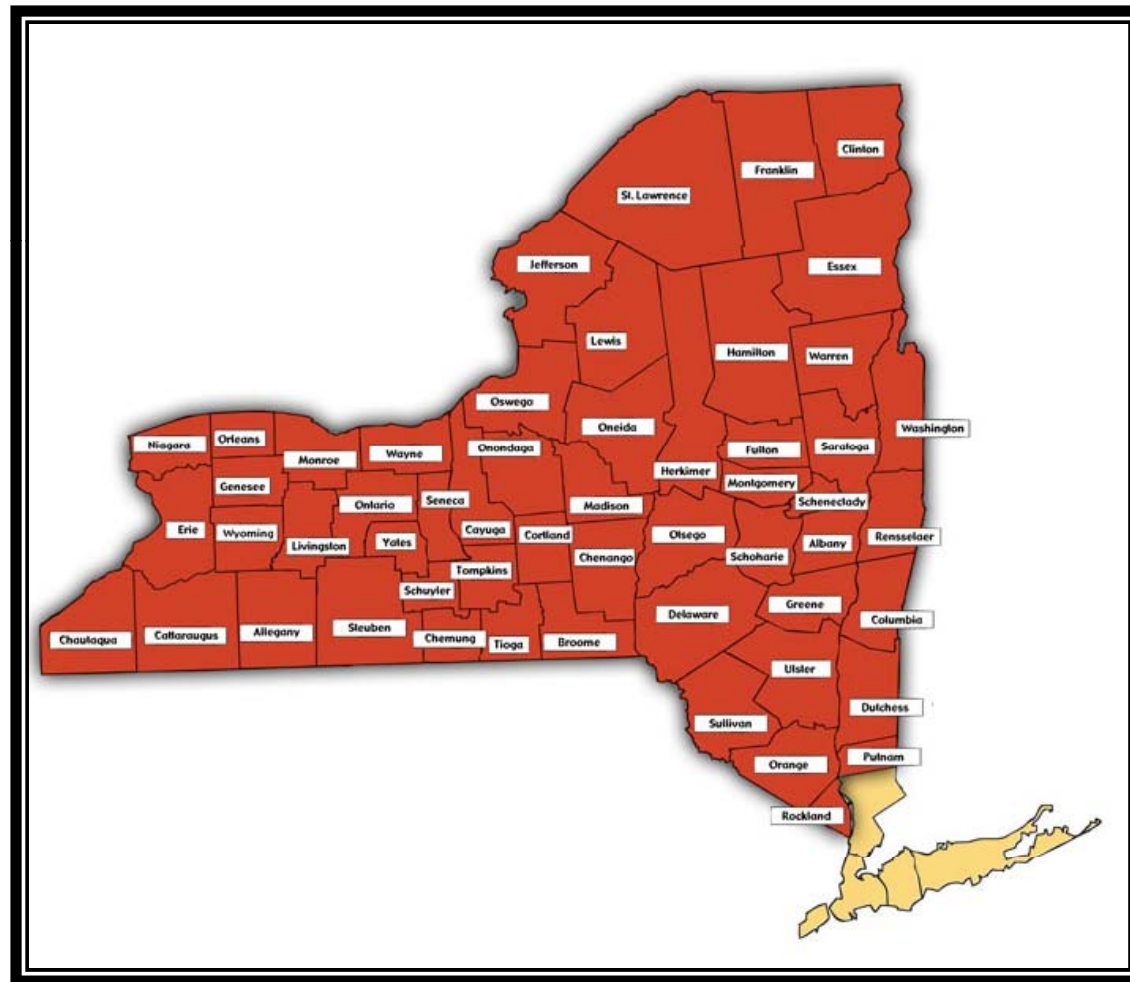 Clinton
Franklin
St. Lawrence
Jefferson
Essex
Lewis
Hamilton
Warren
Oswego
Oneida
Washington
Niagara
Orleans
Monroe
Wayne
Onondaga
Fulton
Saratoga
Herkimer
Montgomery
Genesee
Ontario
Seneca
Madison
Schenectady
Erie
Wyoming
Livingston
Yates
Cayuga
Cortland
Chenango
Otsego
Schoharie
Albany
Rensselaer
Tompkins
Schuyler
Greene
Columbia
Delaware
Chautaqua
Cattaraugus
Allegany
Steuben
Chemung
Tioga
Broome
Ulster
Dutchess
Sullivan
Orange
Putnam
Rockland